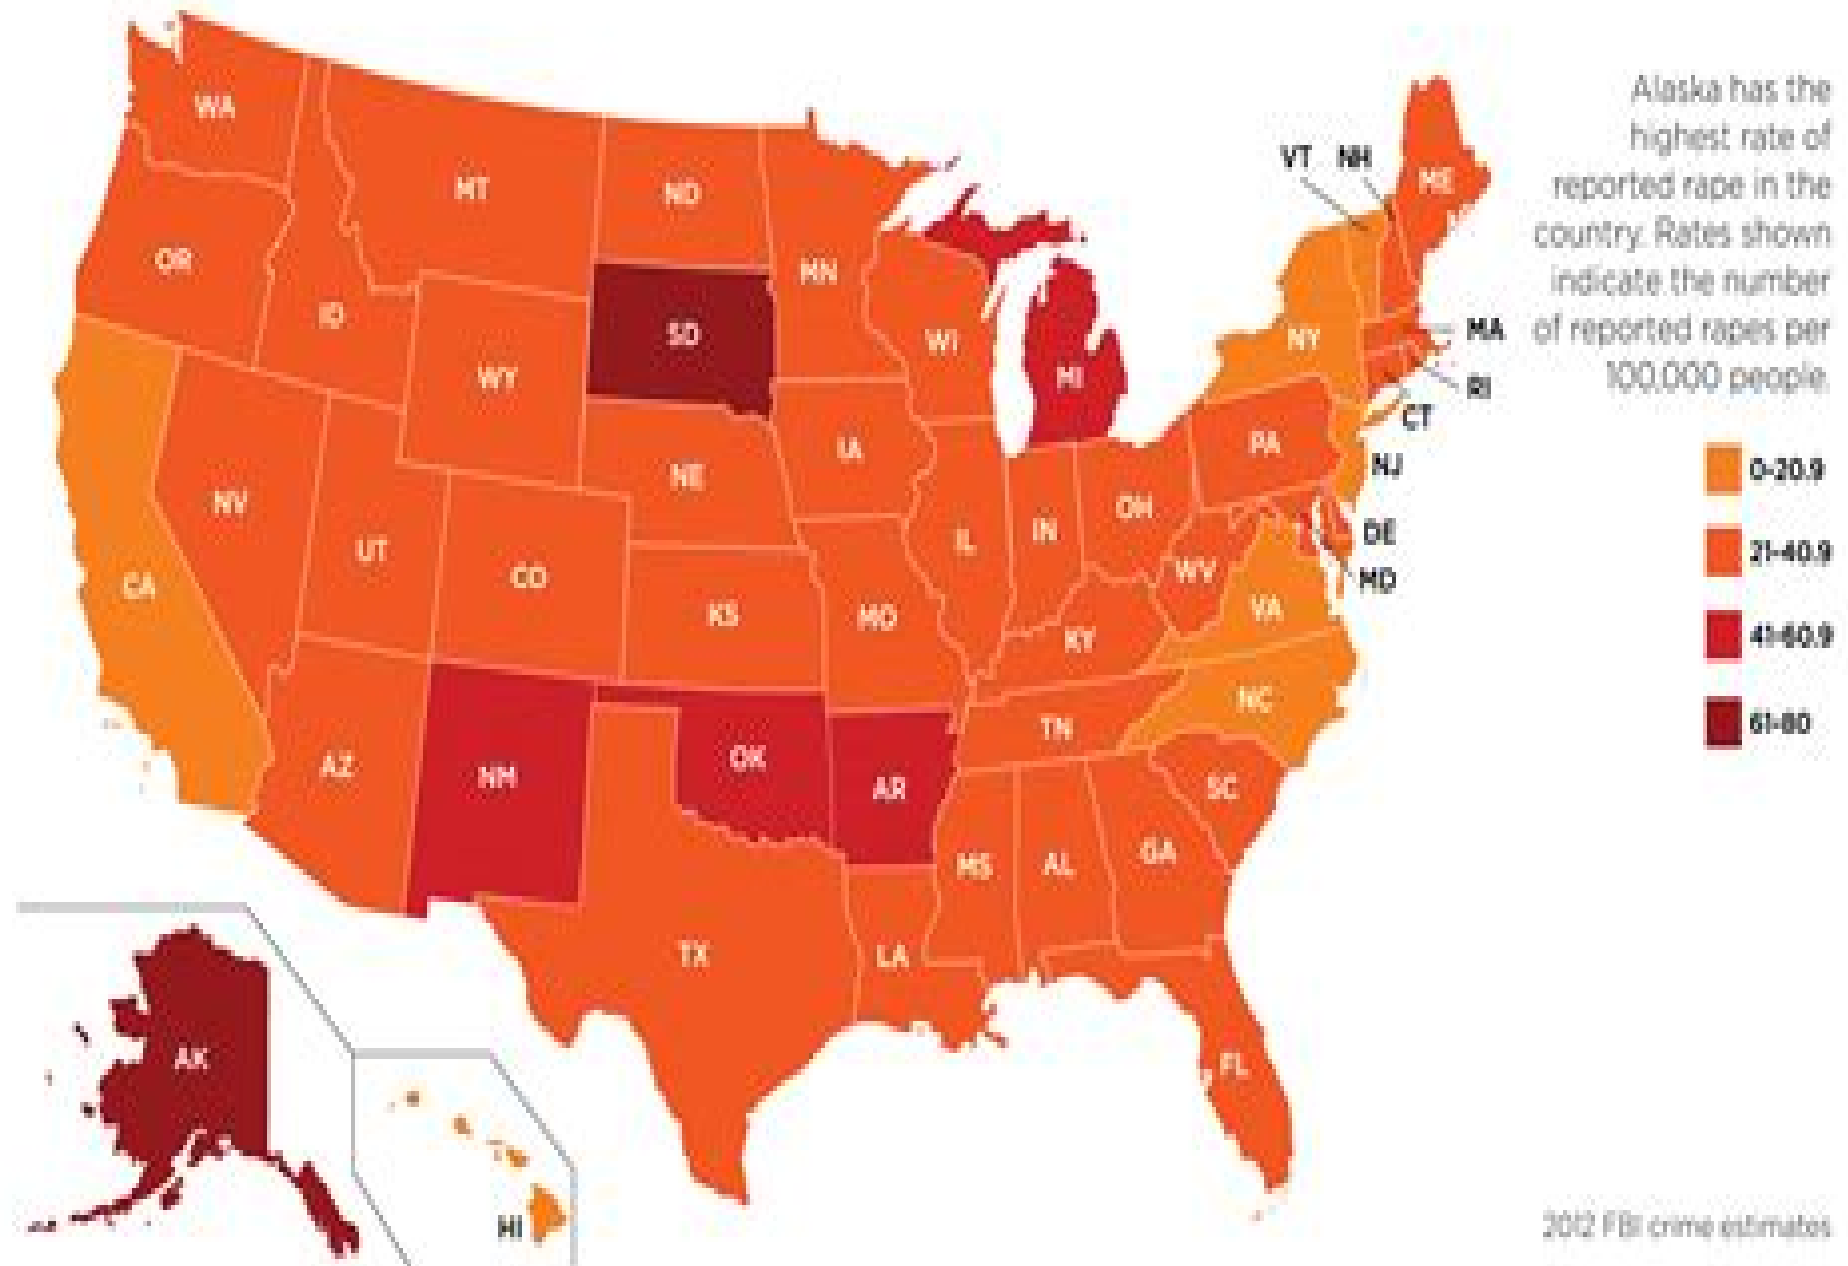 Alaska has the
highest rate of
reported rape in the
country. Rates shown
indicate the number
of reported rapes per
100,000 people.
0-20.9
21-40.9
41-60.9
61-80
WA
MT
ND
MN
OR
ID
WY
SD
WI
MI
VT
NH
ME
NY
MA
RI
CT
NJ
PA
DE
MD
CA
NV
UT
CO
NE
IA
KS
MO
IL
IN
OH
WV
VA
KY
NC
TN
SC
AZ
NM
OK
AR
MS
AL
GA
TX
LA
FL
AK
HI
2012 FBI crime estimates